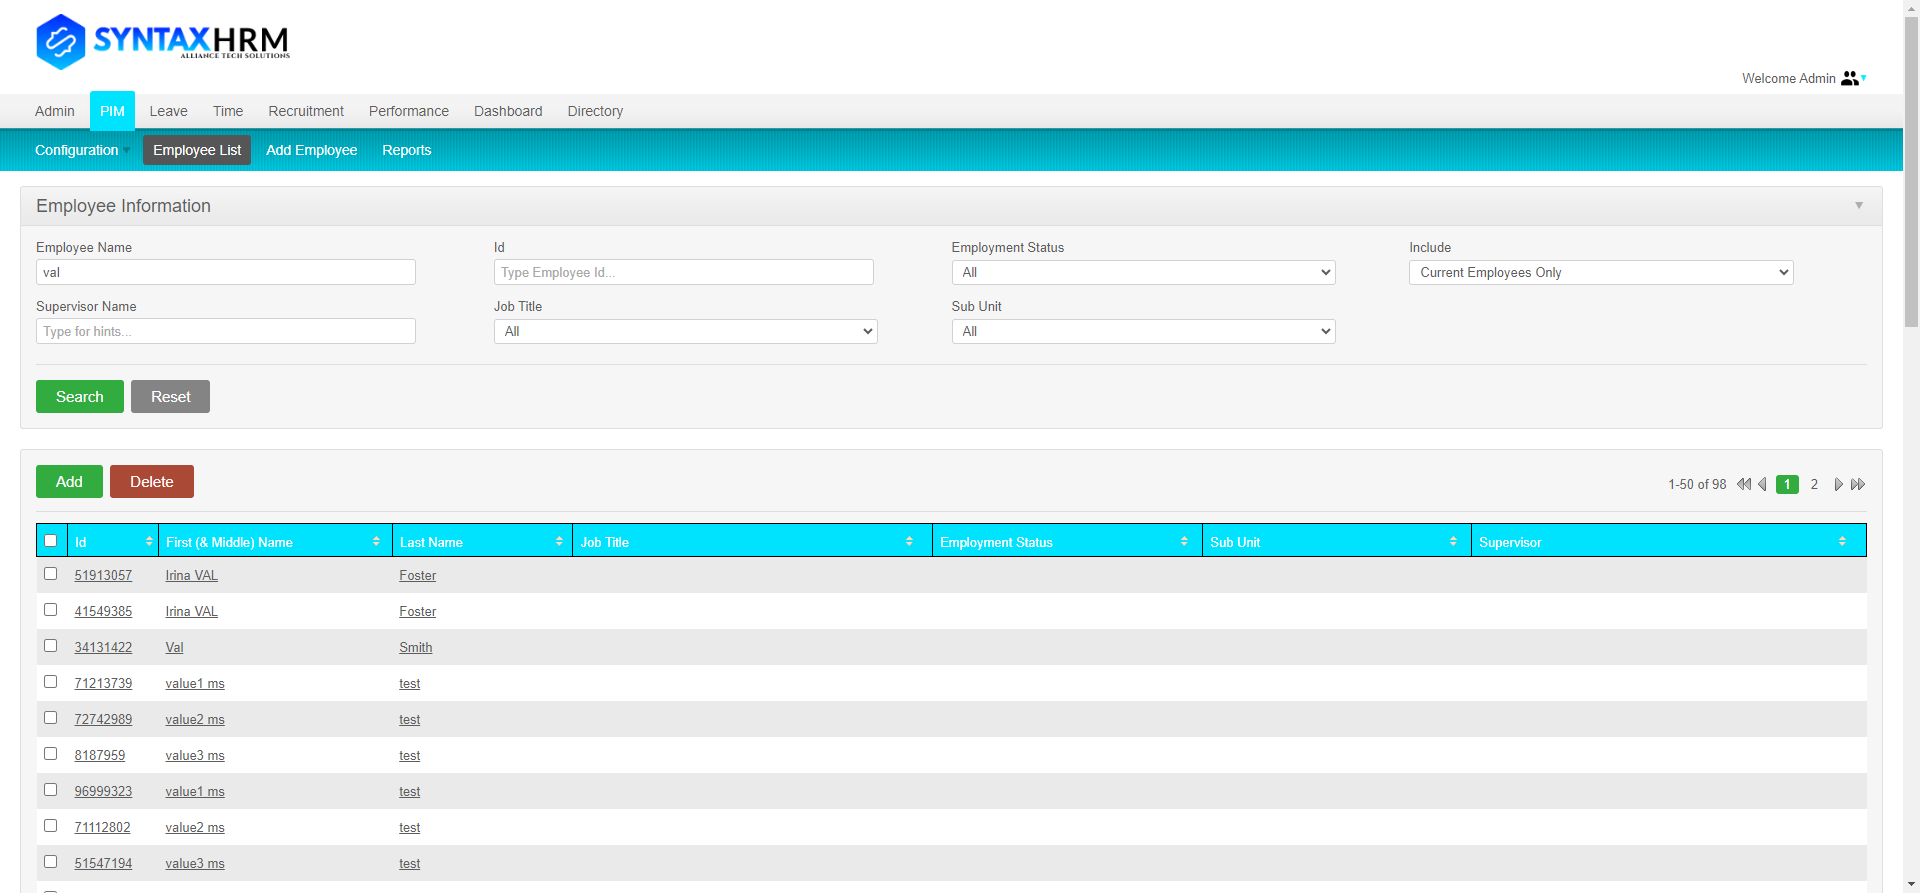 SYNTAXHRM
ALLIANCE TECH SOLUTIONS
Welcome Admin
Admin PIM Leave Time Recruitment Performance Dashboard Directory
Configuration Employee List Add Employee Reports
Employee Information
Employee Name Id Employment Status Include
val Type Employee Id... All Current Employees Only
Supervisor Name Job Title Sub Unit
Type for hints... All All
Search Reset
Add Delete 1-50 of 98 1 2
Id First (& Middle) Name Last Name Job Title Employment Status Sub Unit Supervisor
51913057 Irina VAL Foster
41549385 Irina VAL Foster
34131422 Val Smith
71213739 value1 ms test
72742989 value2 ms test
8187959 value3 ms test
96999323 value1 ms test
71112802 value2 ms test
51547194 value3 ms test